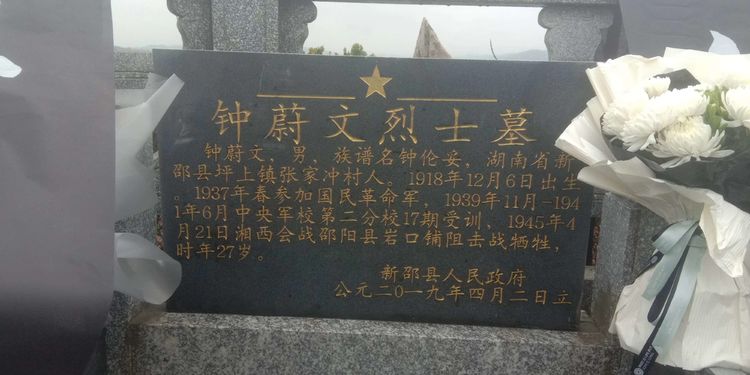 钟蔚文烈士墓
钟蔚文，男，族谱名钟伦妥，湖南省新
邵县坪上镇张家冲村人。1918年12月6日出生
。1937年春参加国民革命军，1939年11月-194
1年6月中央军校第二分校17期受训，1945年4
月21日湘西会战邵阳县岩口铺阻击战牺牲，
时年27岁。
新邵县人民政府
公元二0一九年四月二日立